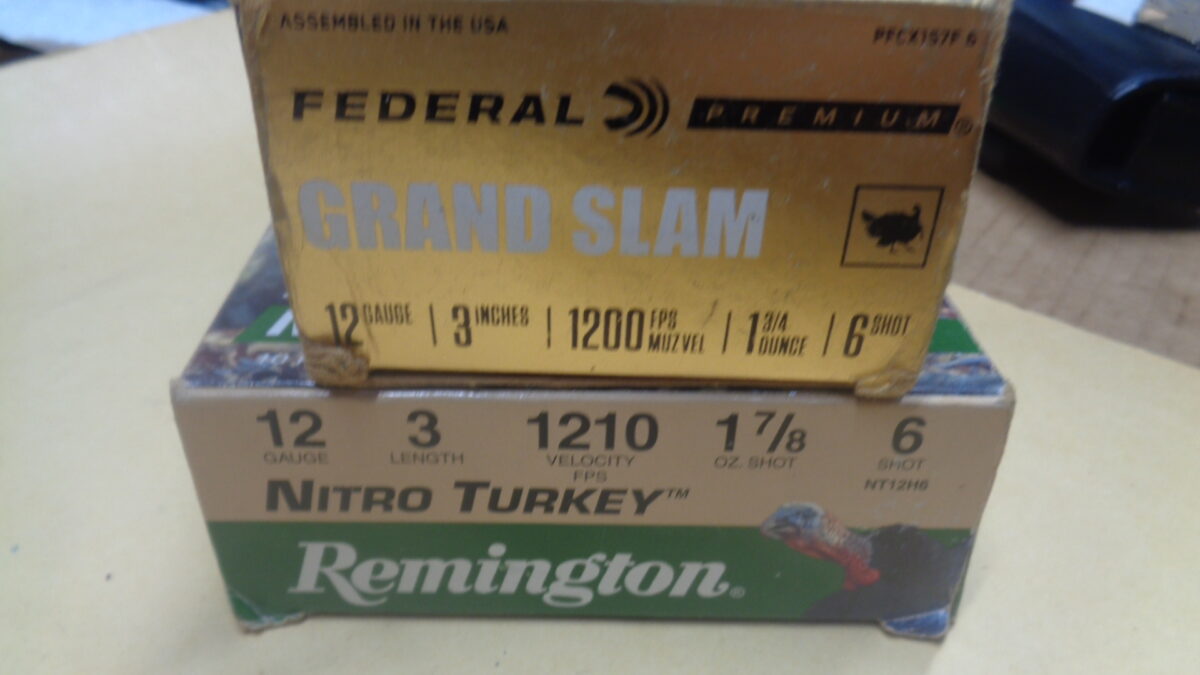 ASSEMBLED IN THE USA
PFCX157F 6
FEDERAL PREMIUM®
GRAND SLAM
12 GAUGE | 3 INCHES | 1200 FPS MUZ VEL | 1 3/4 OUNCE | 6 SHOT
12 3 1210 1 7/8 6
GAUGE LENGTH VELOCITY FPS OZ. SHOT SHOT
NT12H6
NITRO TURKEY™
Remington®